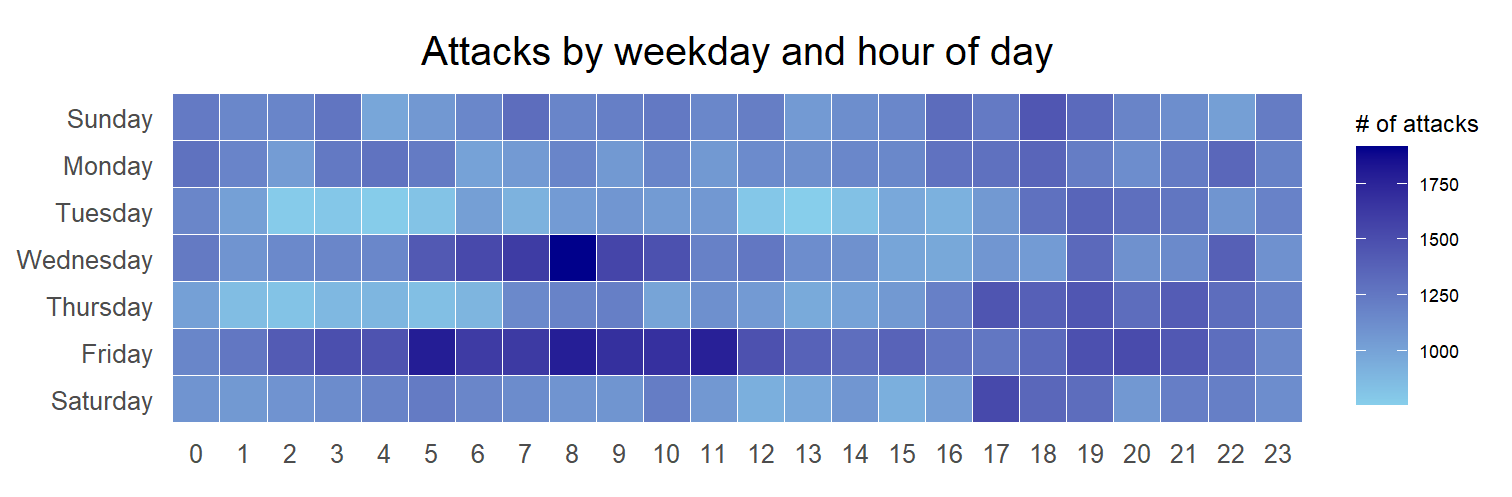 Attacks by weekday and hour of day
Sunday
Monday
Tuesday
Wednesday
Thursday
Friday
Saturday
0 1 2 3 4 5 6 7 8 9 10 11 12 13 14 15 16 17 18 19 20 21 22 23
# of attacks
1750
1500
1250
1000